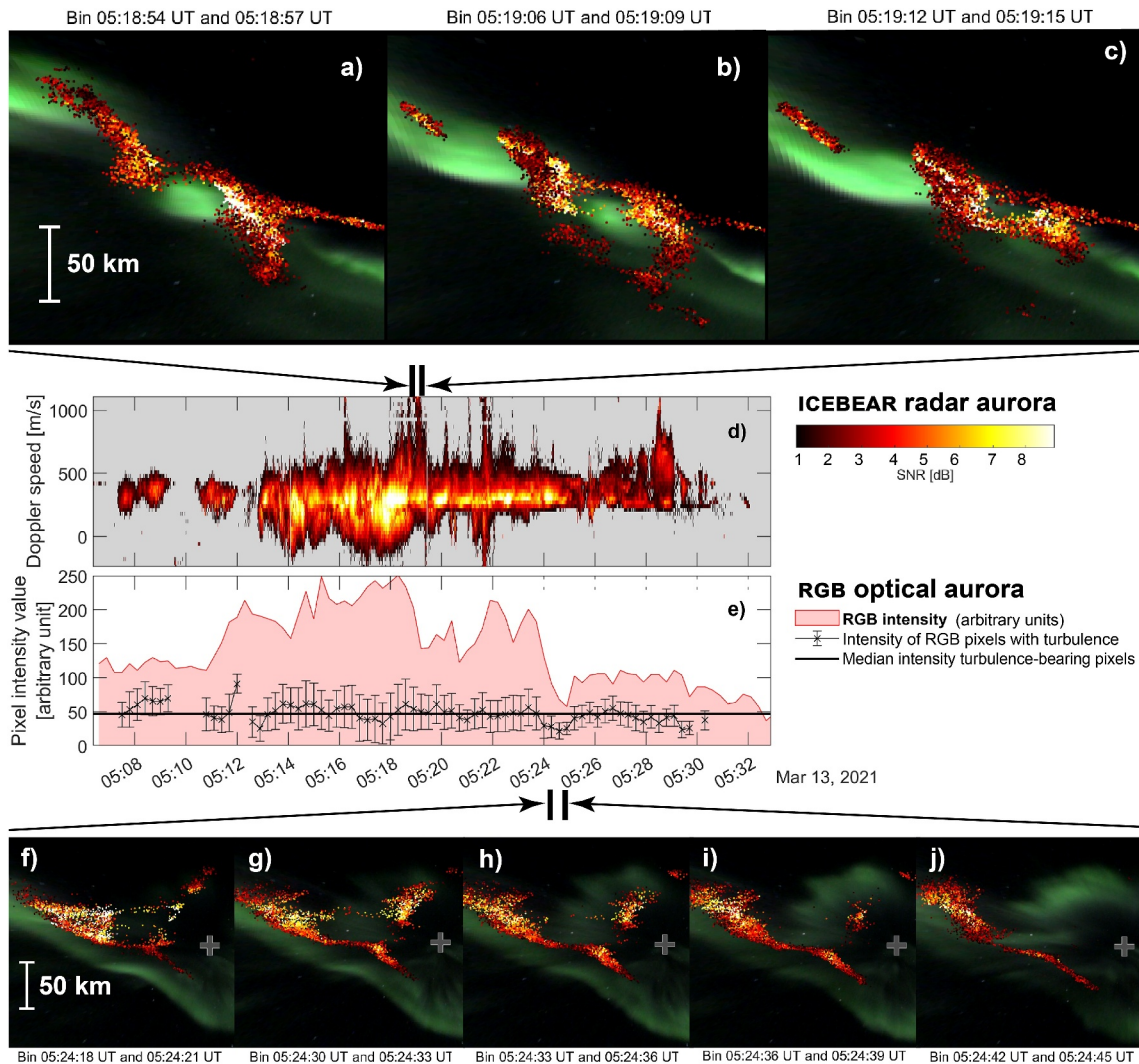 Bin 05:18:54 UT and 05:18:57 UT
Bin 05:19:06 UT and 05:19:09 UT
Bin 05:19:12 UT and 05:19:15 UT
a)
b)
c)
50 km
Doppler speed [m/s]
1000
500
0
d)
ICEBEAR radar aurora
1 2 3 4 5 6 7 8
SNR [dB]
Pixel intensity value
[arbitrary unit]
250
200
150
100
50
0
e)
RGB optical aurora
RGB intensity (arbitrary units)
Intensity of RGB pixels with turbulence
Median intensity turbulence-bearing pixels
05:08 05:10 05:12 05:14 05:16 05:18 05:20 05:22 05:24 05:26 05:28 05:30 05:32
Mar 13, 2021
f)
g)
h)
i)
j)
50 km
Bin 05:24:18 UT and 05:24:21 UT
Bin 05:24:30 UT and 05:24:33 UT
Bin 05:24:33 UT and 05:24:36 UT
Bin 05:24:36 UT and 05:24:39 UT
Bin 05:24:42 UT and 05:24:45 UT